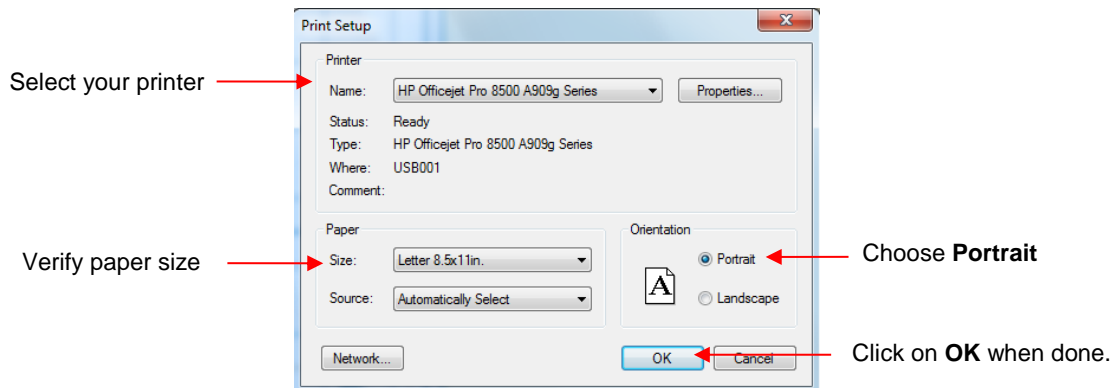 Print Setup
X
Printer
Select your printer
Name: HP Officejet Pro 8500 A909g Series Properties...
Status: Ready
Type: HP Officejet Pro 8500 A909g Series
Where: USB001
Comment:
Paper
Orientation
Verify paper size
Size: Letter 8.5x11in.
Portrait
Choose Portrait
A
Source: Automatically Select
Landscape
Network...
OK
Cancel
Click on OK when done.